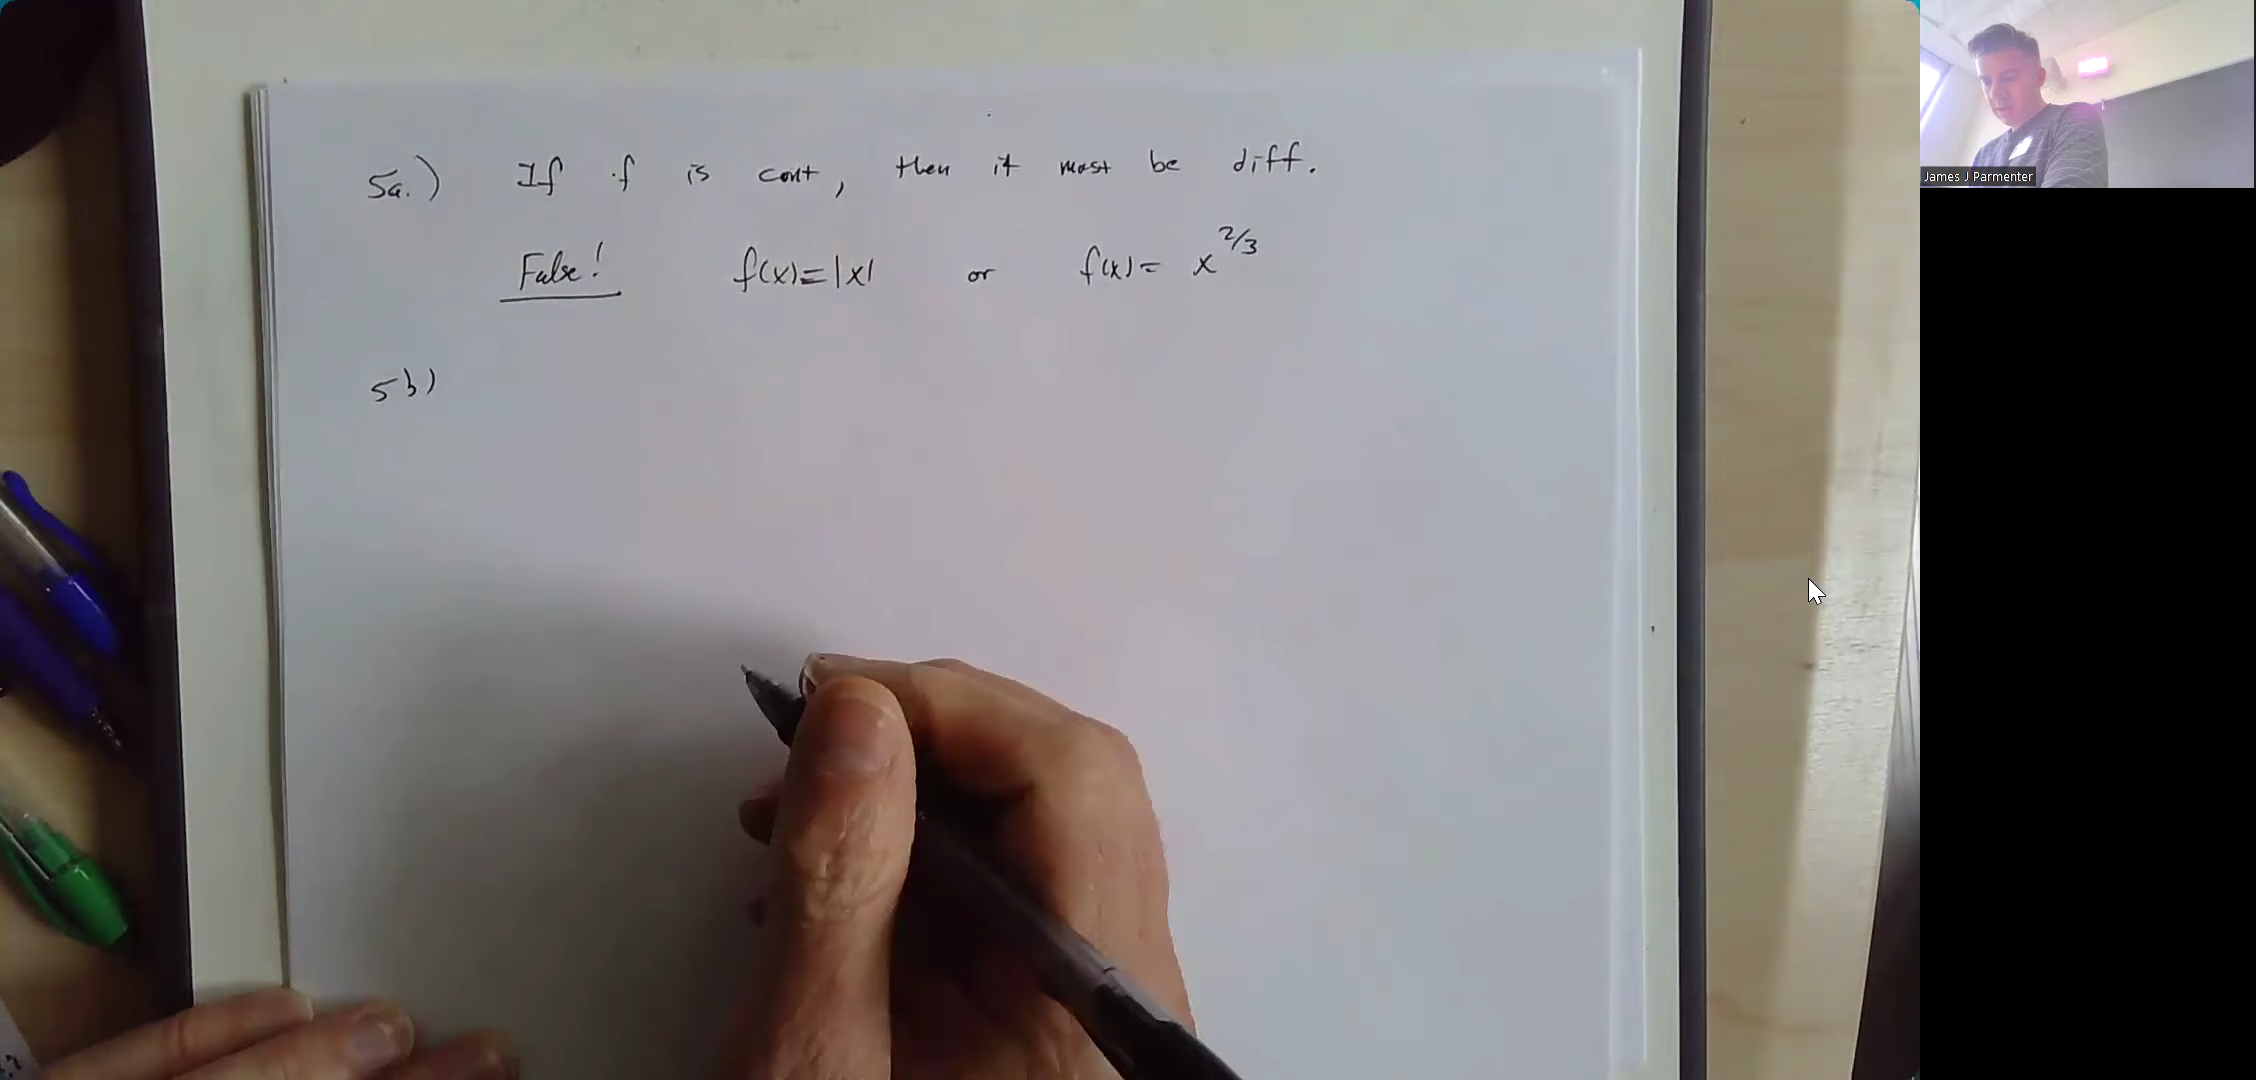 5a.) If f is cont, then it must be diff.
False! f(x)=|x| or f(x)= x^{2/3}
5b)
James J Parmenter